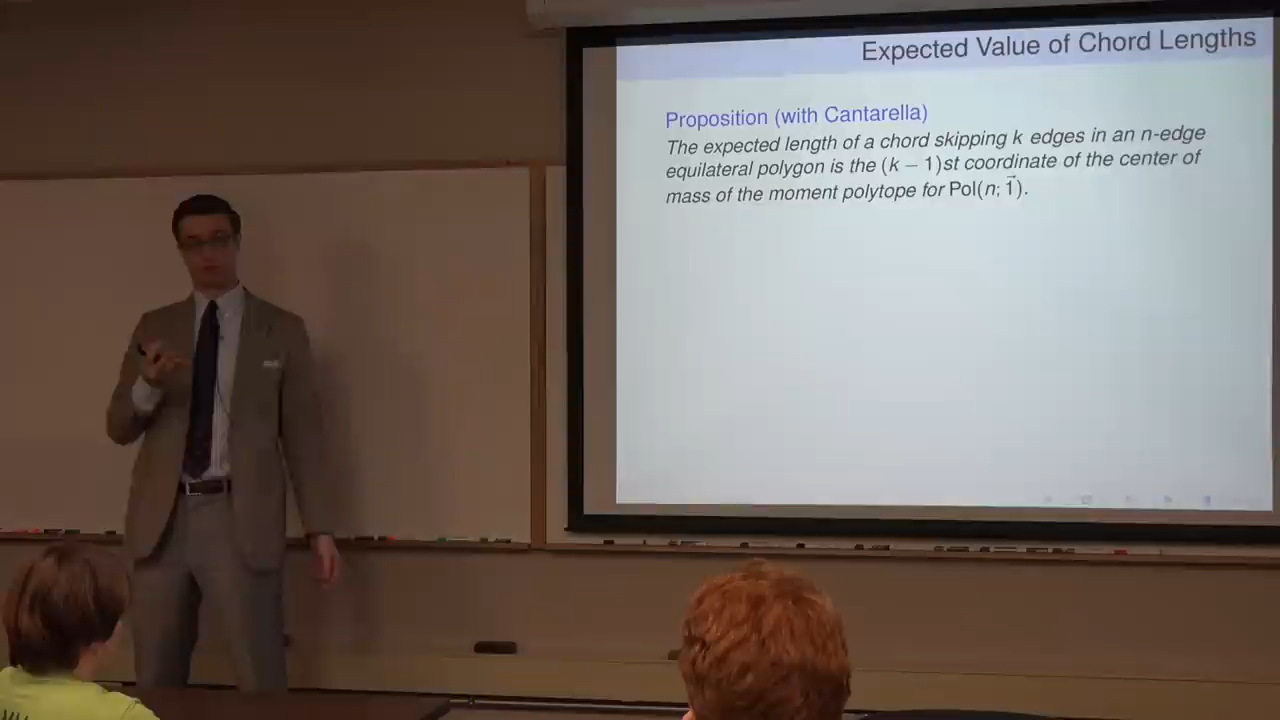 Expected Value of Chord Lengths
Proposition (with Cantarella)
The expected length of a chord skipping k edges in an n-edge
equilateral polygon is the (k − 1)st coordinate of the center of
mass of the moment polytope for Pol(n; 1⃗).